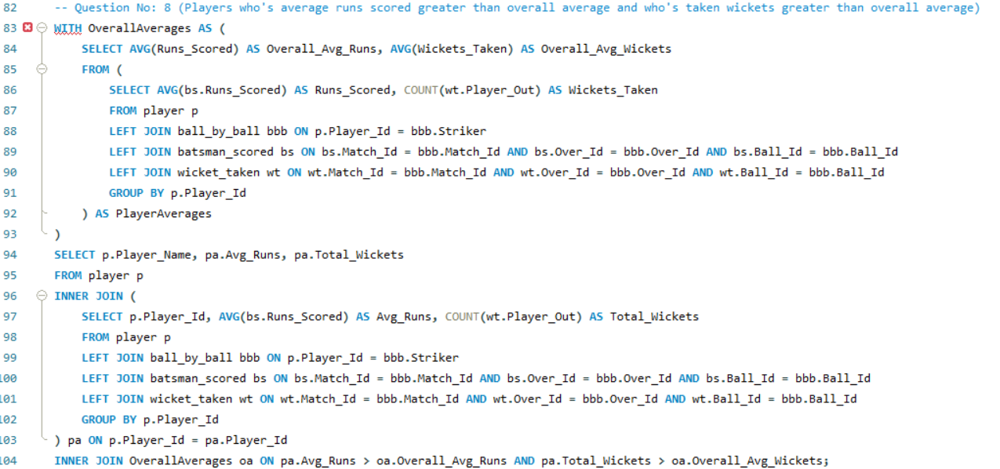 82 -- Question No: 8 (Players who's average runs scored greater than overall average and who's taken wickets greater than overall average)
83 WITH OverallAverages AS (
84 SELECT AVG(Runs_Scored) AS Overall_Avg_Runs, AVG(Wickets_Taken) AS Overall_Avg_Wickets
85 FROM (
86 SELECT AVG(bs.Runs_Scored) AS Runs_Scored, COUNT(wt.Player_Out) AS Wickets_Taken
87 FROM player p
88 LEFT JOIN ball_by_ball bbb ON p.Player_Id = bbb.Striker
89 LEFT JOIN batsman_scored bs ON bs.Match_Id = bbb.Match_Id AND bs.Over_Id = bbb.Over_Id AND bs.Ball_Id = bbb.Ball_Id
90 LEFT JOIN wicket_taken wt ON wt.Match_Id = bbb.Match_Id AND wt.Over_Id = bbb.Over_Id AND wt.Ball_Id = bbb.Ball_Id
91 GROUP BY p.Player_Id
92 ) AS PlayerAverages
93 )
94 SELECT p.Player_Name, pa.Avg_Runs, pa.Total_Wickets
95 FROM player p
96 INNER JOIN (
97 SELECT p.Player_Id, AVG(bs.Runs_Scored) AS Avg_Runs, COUNT(wt.Player_Out) AS Total_Wickets
98 FROM player p
99 LEFT JOIN ball_by_ball bbb ON p.Player_Id = bbb.Striker
100 LEFT JOIN batsman_scored bs ON bs.Match_Id = bbb.Match_Id AND bs.Over_Id = bbb.Over_Id AND bs.Ball_Id = bbb.Ball_Id
101 LEFT JOIN wicket_taken wt ON wt.Match_Id = bbb.Match_Id AND wt.Over_Id = bbb.Over_Id AND wt.Ball_Id = bbb.Ball_Id
102 GROUP BY p.Player_Id
103 ) pa ON p.Player_Id = pa.Player_Id
104 INNER JOIN OverallAverages oa ON pa.Avg_Runs > oa.Overall_Avg_Runs AND pa.Total_Wickets > oa.Overall_Avg_Wickets;